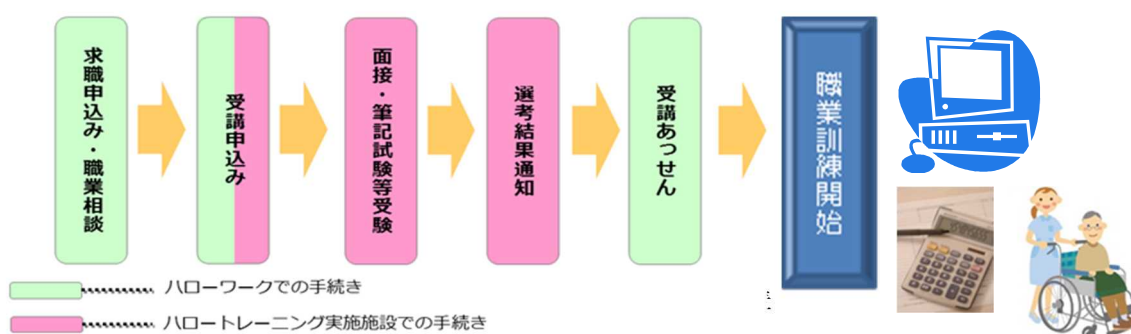 求職申込み・職業相談
受講申込み
面接・筆記試験等受験
選考結果通知
受講あっせん
職業訓練開始
ハローワークでの手続き
ハロートレーニング実施施設での手続き